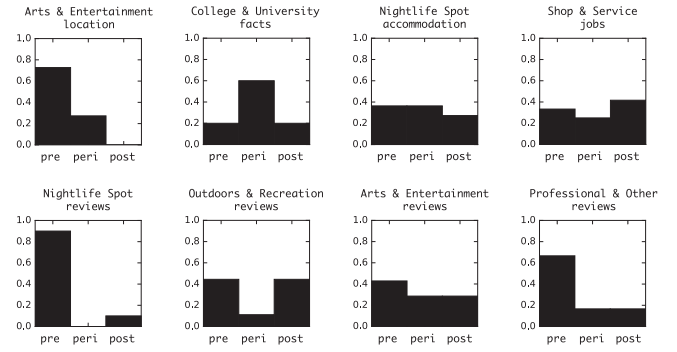 Arts & Entertainment
location
College & University
facts
Nightlife Spot
accommodation
Shop & Service
jobs
1.0
0.8
0.6
0.4
0.2
0.0
pre peri post
1.0
0.8
0.6
0.4
0.2
0.0
pre peri post
1.0
0.8
0.6
0.4
0.2
0.0
pre peri post
1.0
0.8
0.6
0.4
0.2
0.0
pre peri post
Nightlife Spot
reviews
Outdoors & Recreation
reviews
Arts & Entertainment
reviews
Professional & Other
reviews
1.0
0.8
0.6
0.4
0.2
0.0
pre peri post
1.0
0.8
0.6
0.4
0.2
0.0
pre peri post
1.0
0.8
0.6
0.4
0.2
0.0
pre peri post
1.0
0.8
0.6
0.4
0.2
0.0
pre peri post